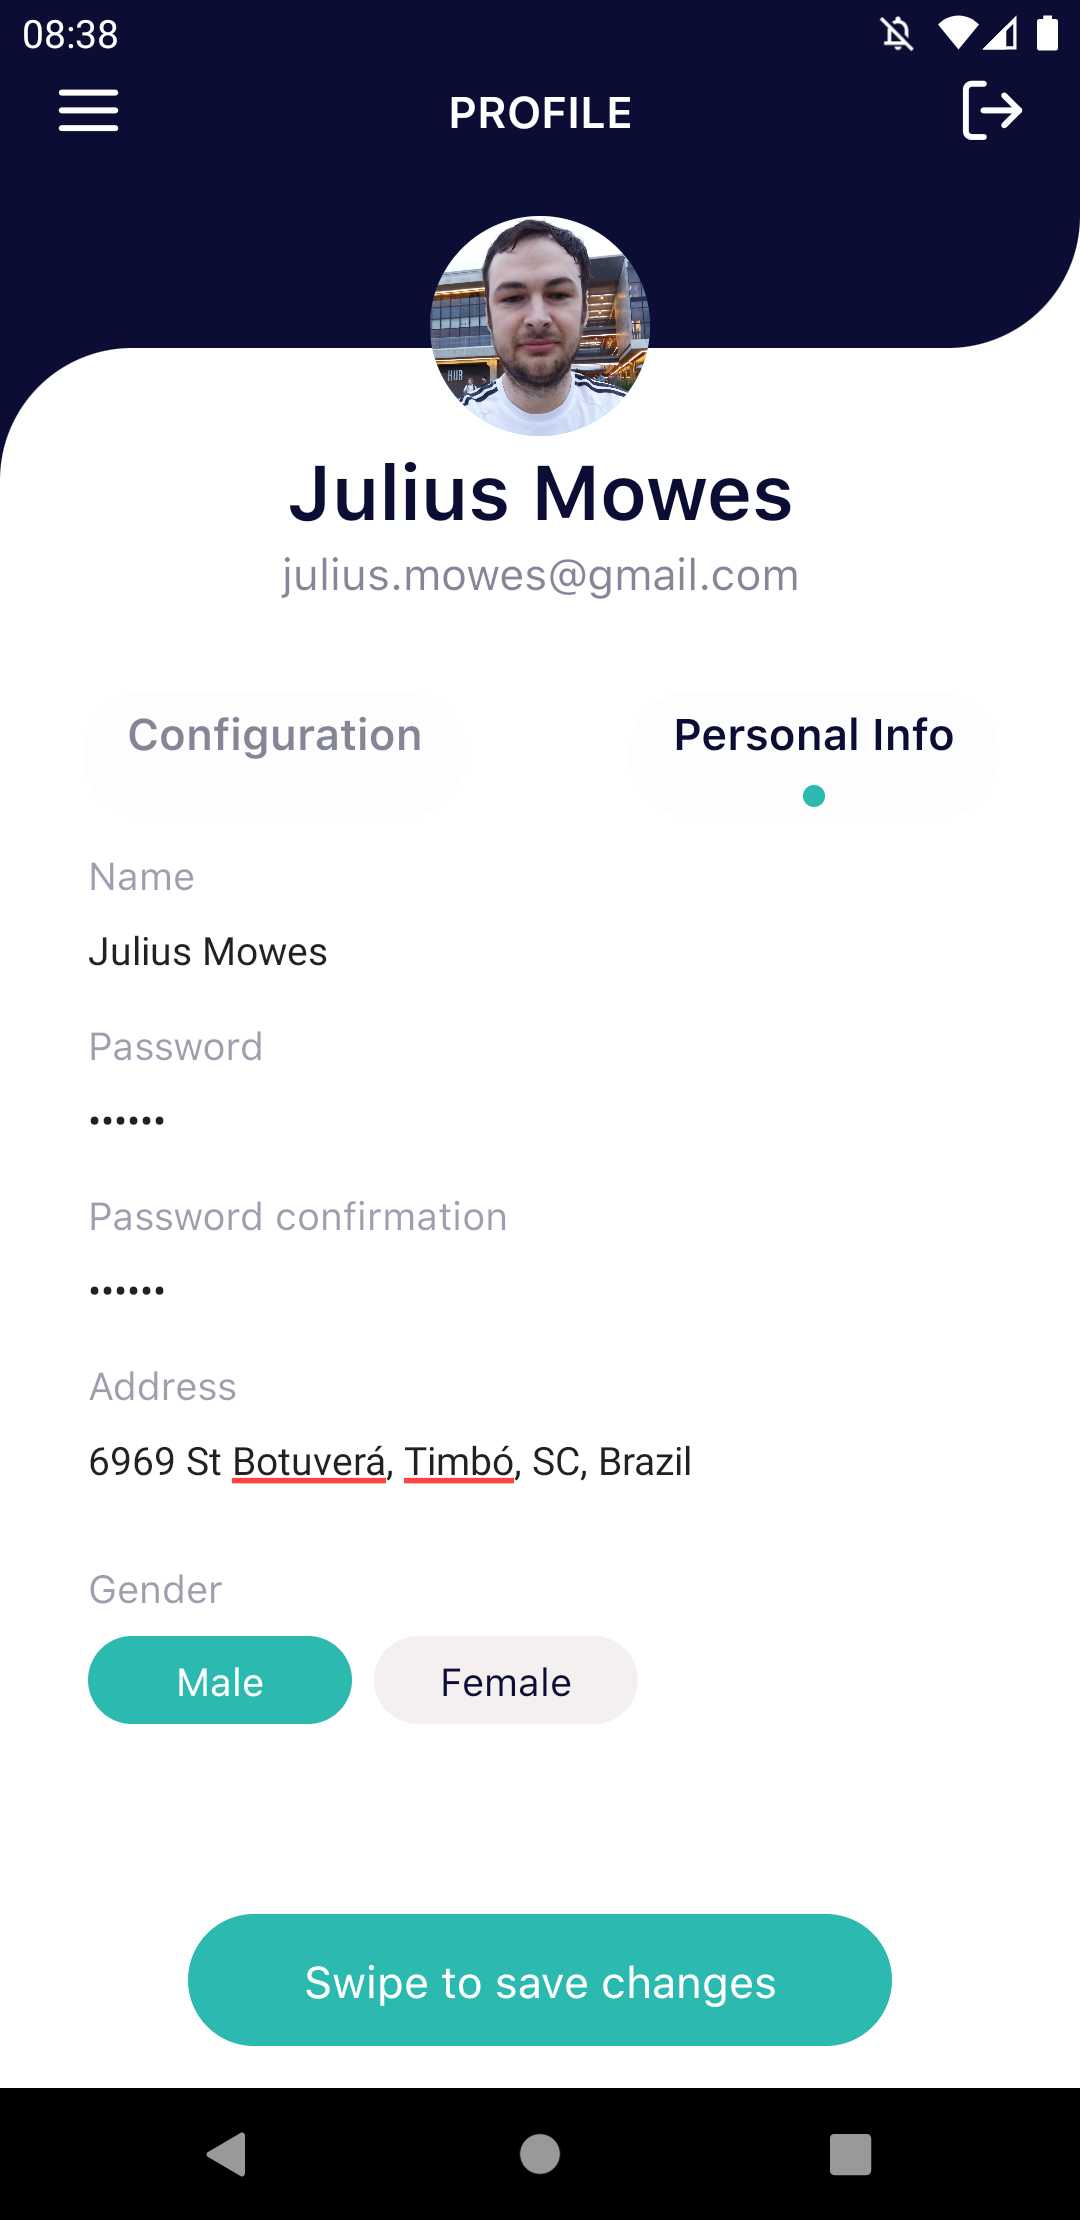 08:38
PROFILE
HUB
Julius Mowes
julius.mowes@gmail.com
Configuration
Personal Info
Name
Julius Mowes
Password
••••••
Password confirmation
••••••
Address
6969 St Botuverá, Timbó, SC, Brazil
Gender
Male
Female
Swipe to save changes